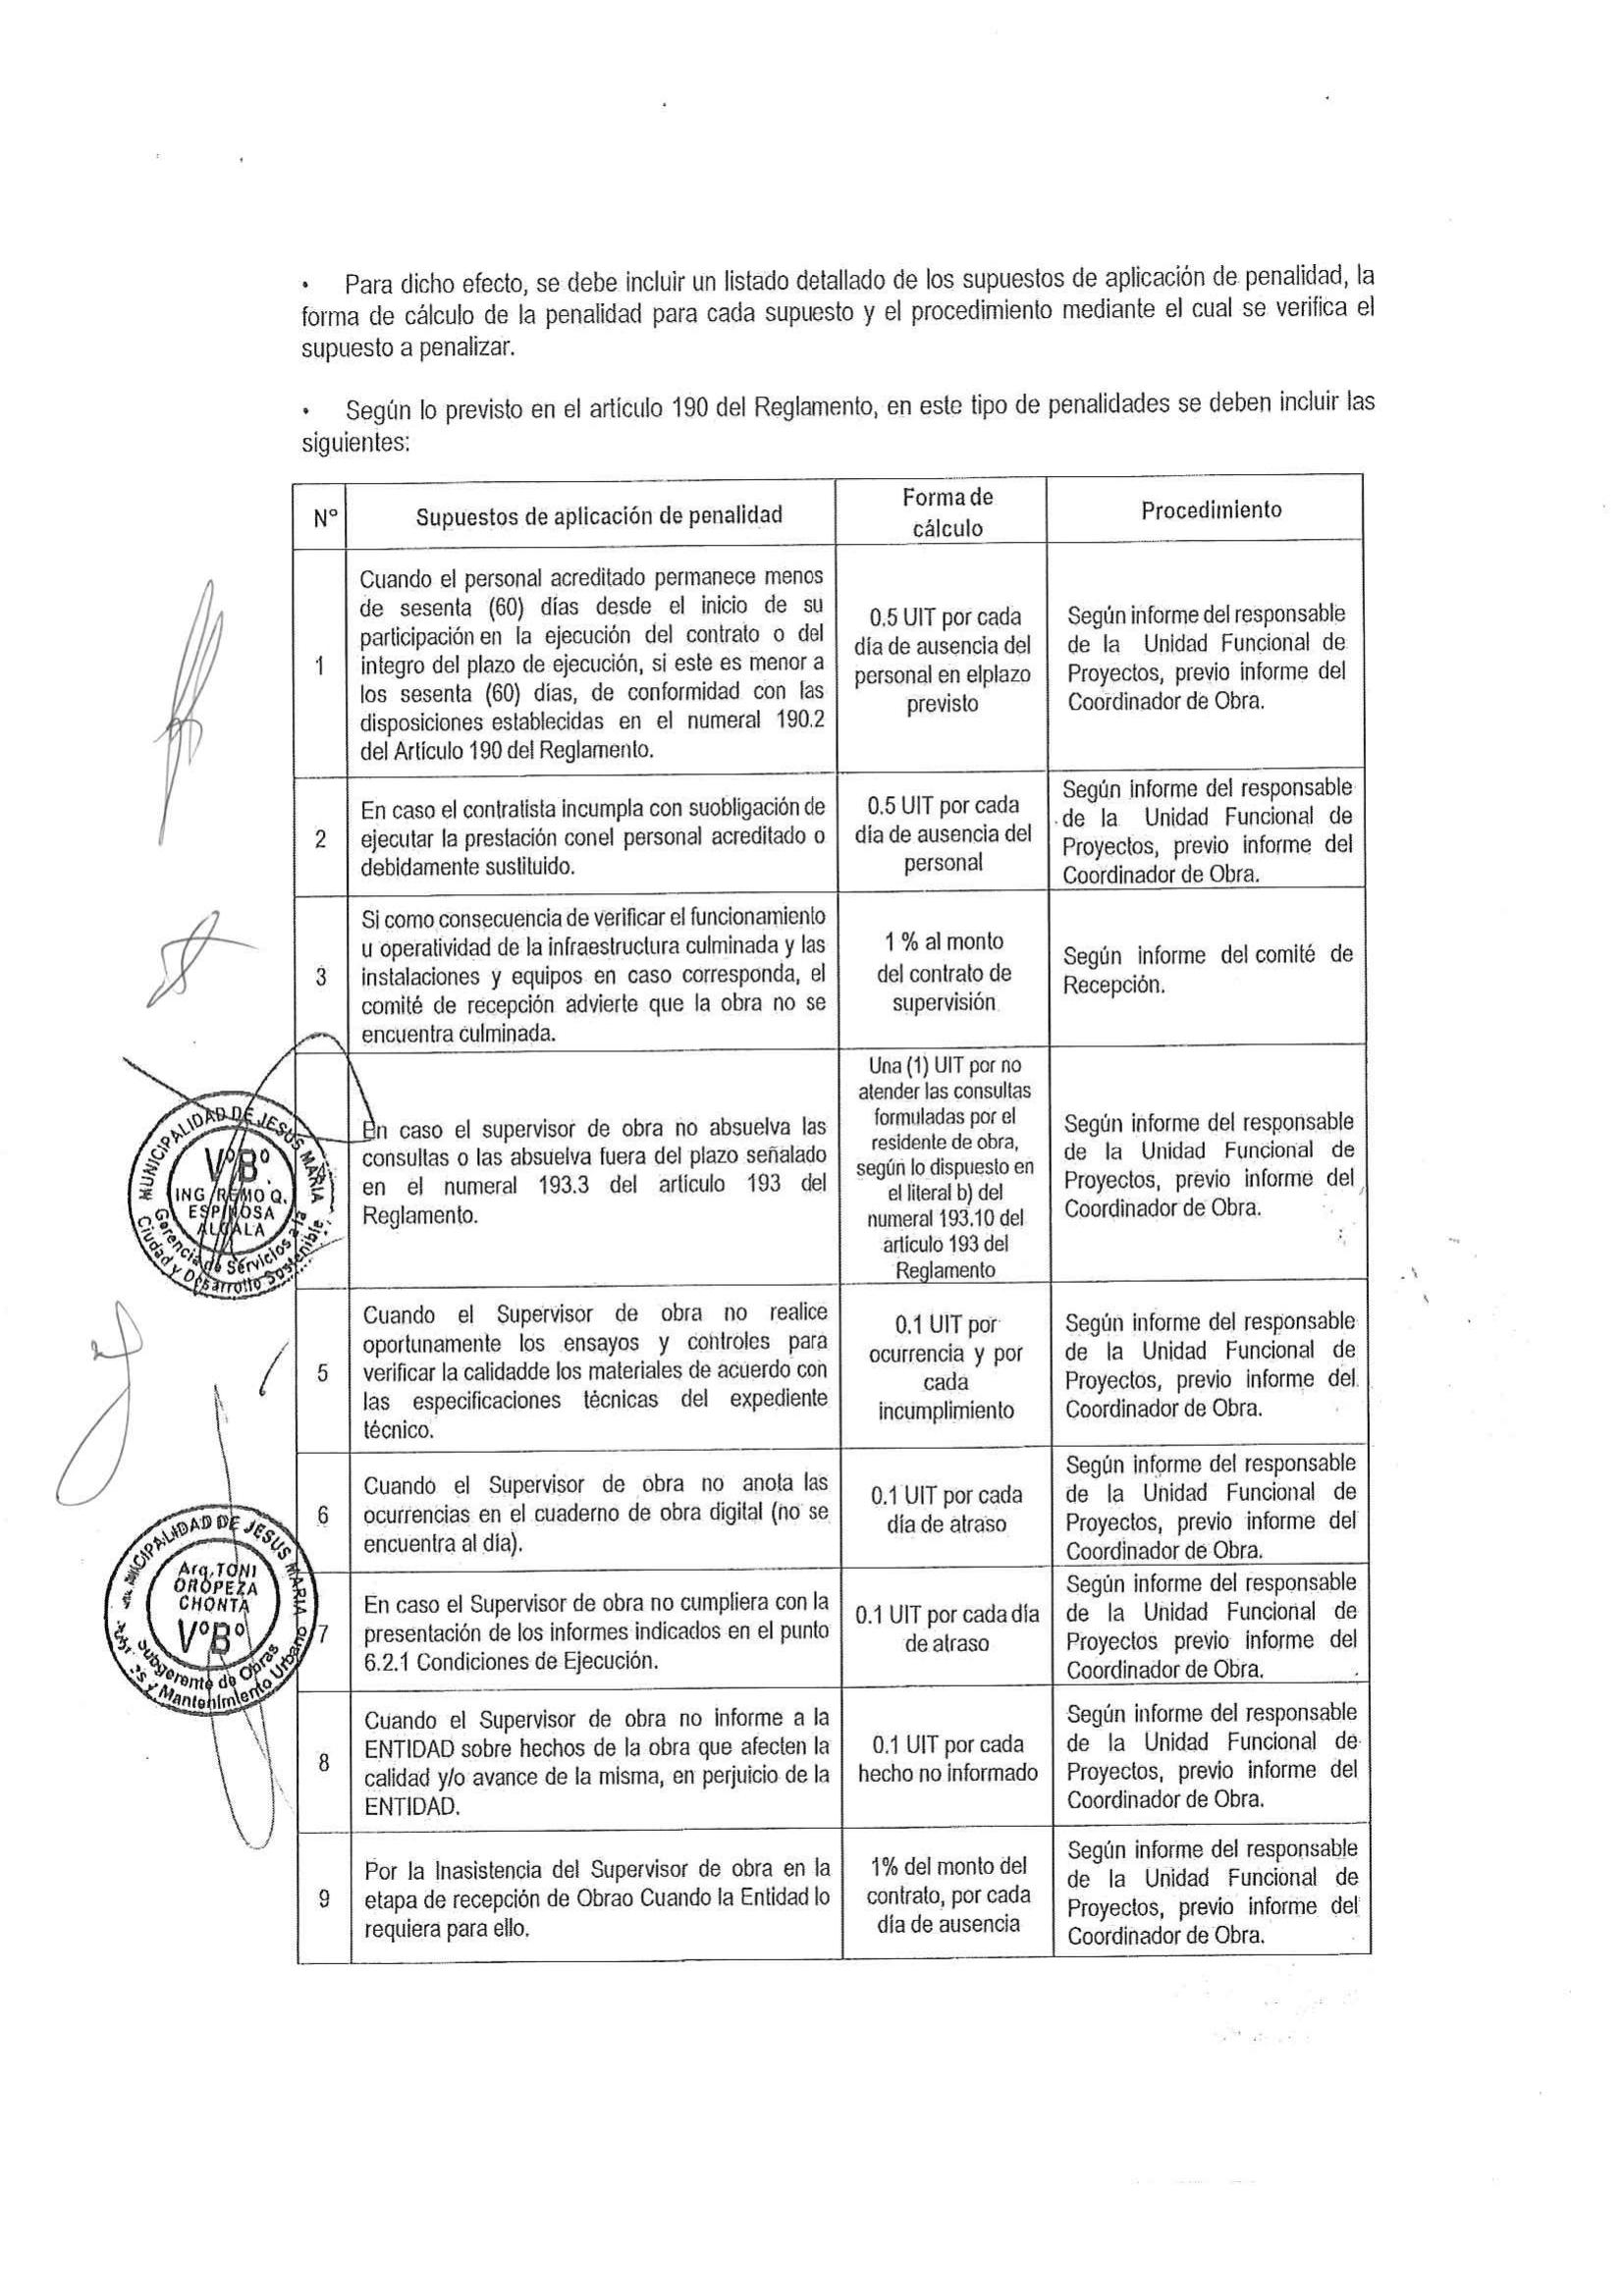 • Para dicho efecto, se debe incluir un listado detallado de los supuestos de aplicación de penalidad, la
forma de cálculo de la penalidad para cada supuesto y el procedimiento mediante el cual se verifica el
supuesto a penalizar.
• Según lo previsto en el artículo 190 del Reglamento, en este tipo de penalidades se deben incluir las
siguientes:
N°
Supuestos de aplicación de penalidad
Forma de
cálculo
Procedimiento
1
Cuando el personal acreditado permanece menos
de sesenta (60) días desde el inicio de su
participación en la ejecución del contrato o del
integro del plazo de ejecución, si este es menor a
los sesenta (60) días, de conformidad con las
disposiciones establecidas en el numeral 190.2
del Artículo 190 del Reglamento.
0.5 UIT por cada
día de ausencia del
personal en elplazo
previsto
Según informe del responsable
de la Unidad Funcional de
Proyectos, previo informe del
Coordinador de Obra.
2
En caso el contratista incumpla con suobligación de
ejecutar la prestación conel personal acreditado o
debidamente sustituido.
0.5 UIT por cada
día de ausencia del
personal
Según informe del responsable
de la Unidad Funcional de
Proyectos, previo informe del
Coordinador de Obra.
3
Si como consecuencia de verificar el funcionamiento
u operatividad de la infraestructura culminada y las
instalaciones y equipos en caso corresponda, el
comité de recepción advierte que la obra no se
encuentra culminada.
1 % al monto
del contrato de
supervisión
Según informe del comité de
Recepción.
En caso el supervisor de obra no absuelva las
consultas o las absuelva fuera del plazo señalado
en el numeral 193.3 del artículo 193 del
Reglamento.
Una (1) UIT por no
atender las consultas
formuladas por el
residente de obra,
según lo dispuesto en
el literal b) del
numeral 193.10 del
artículo 193 del
Reglamento
Según informe del responsable
de la Unidad Funcional de
Proyectos, previo informe del
Coordinador de Obra.
5
Cuando el Supervisor de obra no realice
oportunamente los ensayos y controles para
verificar la calidadde los materiales de acuerdo con
las especificaciones técnicas del expediente
técnico.
0.1 UIT por
ocurrencia y por
cada
incumplimiento
Según informe del responsable
de la Unidad Funcional de
Proyectos, previo informe del
Coordinador de Obra.
6
Cuando el Supervisor de obra no anota las
ocurrencias en el cuaderno de obra digital (no se
encuentra al día).
0.1 UIT por cada
día de atraso
Según informe del responsable
de la Unidad Funcional de
Proyectos, previo informe del
Coordinador de Obra.
7
En caso el Supervisor de obra no cumpliera con la
presentación de los informes indicados en el punto
6.2.1 Condiciones de Ejecución.
0.1 UIT por cada día
de atraso
Según informe del responsable
de la Unidad Funcional de
Proyectos previo informe del
Coordinador de Obra.
8
Cuando el Supervisor de obra no informe a la
ENTIDAD sobre hechos de la obra que afecten la
calidad y/o avance de la misma, en perjuicio de la
ENTIDAD.
0.1 UIT por cada
hecho no informado
Según informe del responsable
de la Unidad Funcional de
Proyectos, previo informe del
Coordinador de Obra.
9
Por la Inasistencia del Supervisor de obra en la
etapa de recepción de Obrao Cuando la Entidad lo
requiera para ello.
1% del monto del
contrato, por cada
día de ausencia
Según informe del responsable
de la Unidad Funcional de
Proyectos, previo informe del
Coordinador de Obra.
MUNICIPALIDAD DE JESUS MARIA
V°B°
ING. REMO Q.
ESPINOSA
ALCALA
Gerencia de Servicios a la
Ciudad y Desarrollo Sostenible
MUNICIPALIDAD DE JESUS MARIA
Arq. TONI
OROPEZA
CHONTA
V°B°
Subgerente de Obras
y Mantenimiento Urbano